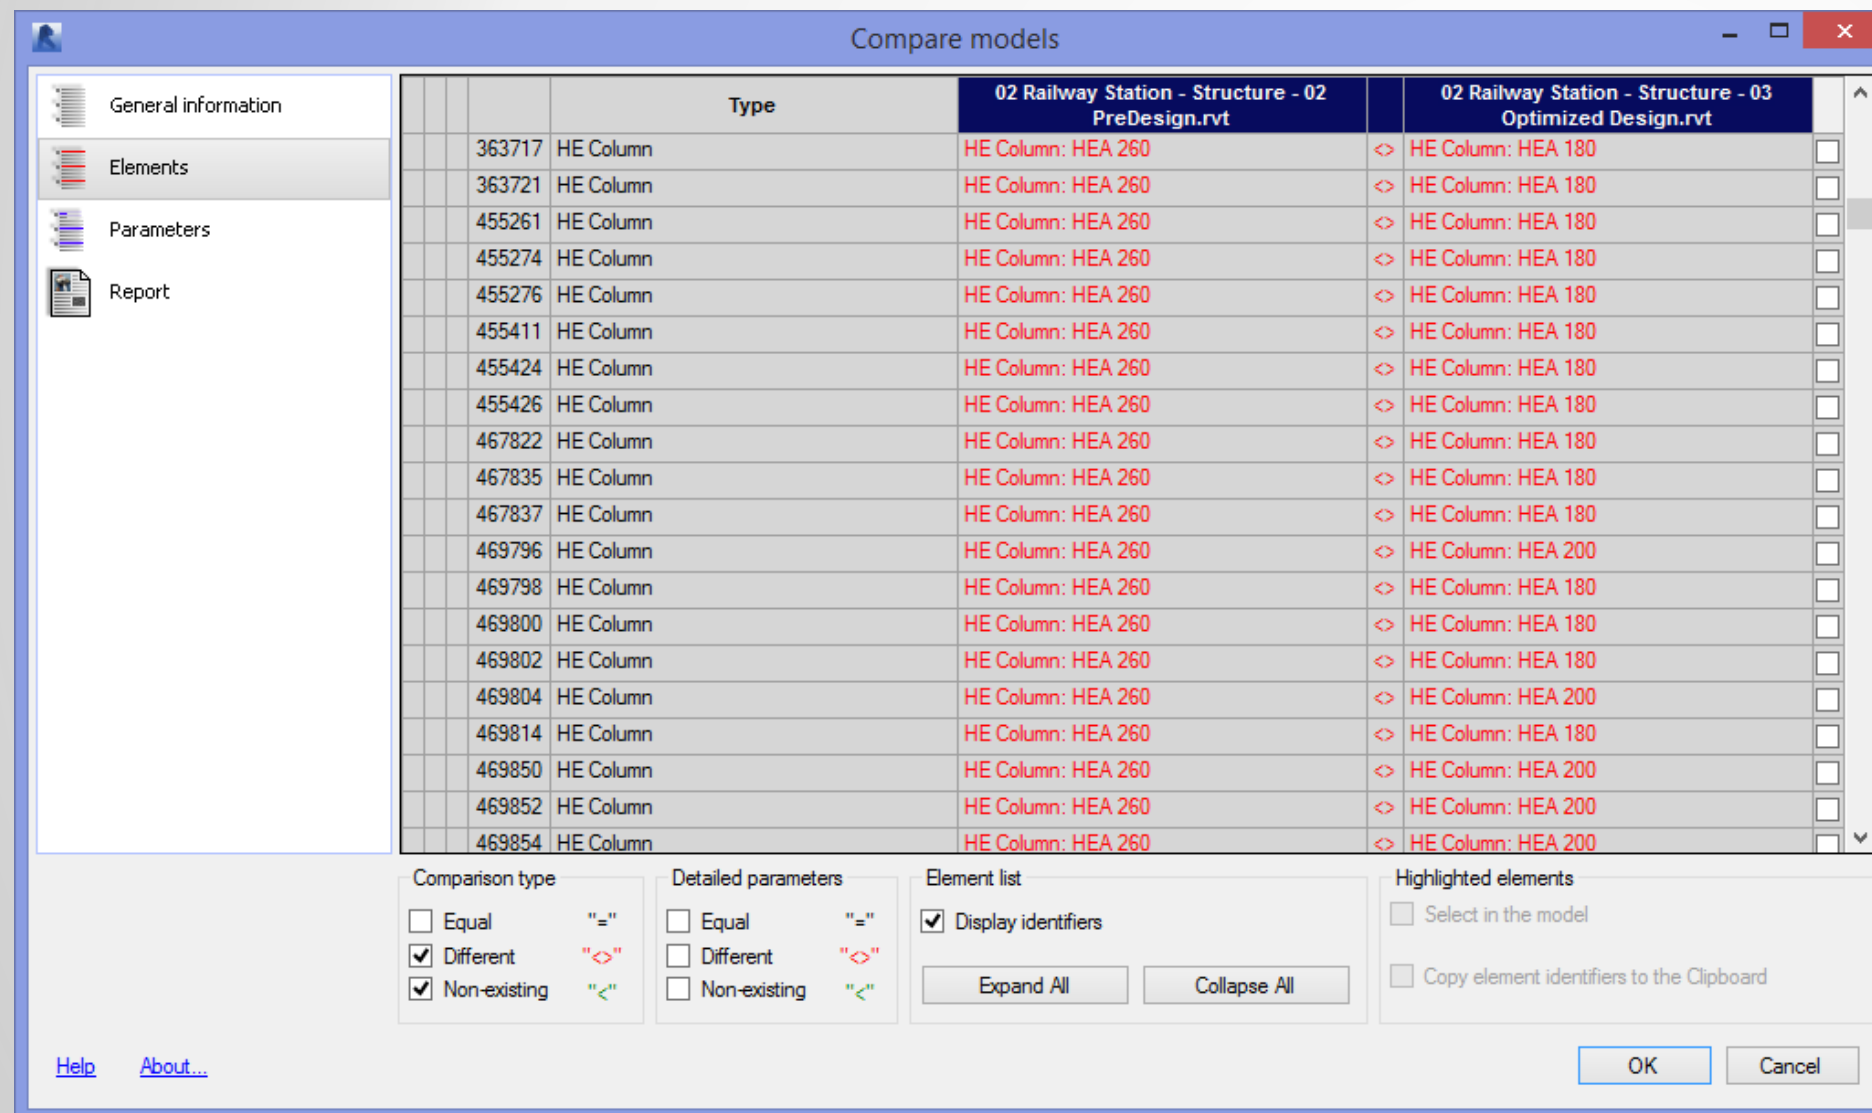 Compare models
General information
Elements
Parameters
Report
Type
02 Railway Station - Structure - 02
PreDesign.rvt
02 Railway Station - Structure - 03
Optimized Design.rvt
363717 HE Column HE Column: HEA 260 <> HE Column: HEA 180
363721 HE Column HE Column: HEA 260 <> HE Column: HEA 180
455261 HE Column HE Column: HEA 260 <> HE Column: HEA 180
455274 HE Column HE Column: HEA 260 <> HE Column: HEA 180
455276 HE Column HE Column: HEA 260 <> HE Column: HEA 180
455411 HE Column HE Column: HEA 260 <> HE Column: HEA 180
455424 HE Column HE Column: HEA 260 <> HE Column: HEA 180
455426 HE Column HE Column: HEA 260 <> HE Column: HEA 180
467822 HE Column HE Column: HEA 260 <> HE Column: HEA 180
467835 HE Column HE Column: HEA 260 <> HE Column: HEA 180
467837 HE Column HE Column: HEA 260 <> HE Column: HEA 180
469796 HE Column HE Column: HEA 260 <> HE Column: HEA 200
469798 HE Column HE Column: HEA 260 <> HE Column: HEA 180
469800 HE Column HE Column: HEA 260 <> HE Column: HEA 180
469802 HE Column HE Column: HEA 260 <> HE Column: HEA 180
469804 HE Column HE Column: HEA 260 <> HE Column: HEA 200
469814 HE Column HE Column: HEA 260 <> HE Column: HEA 180
469850 HE Column HE Column: HEA 260 <> HE Column: HEA 200
469852 HE Column HE Column: HEA 260 <> HE Column: HEA 200
469854 HE Column HE Column: HEA 260 <> HE Column: HEA 200
Comparison type
Equal "="
Different "<>"
Non-existing "<"
Detailed parameters
Equal "="
Different "<>"
Non-existing "<"
Element list
Display identifiers
Expand All
Collapse All
Highlighted elements
Select in the model
Copy element identifiers to the Clipboard
Help
About...
OK
Cancel